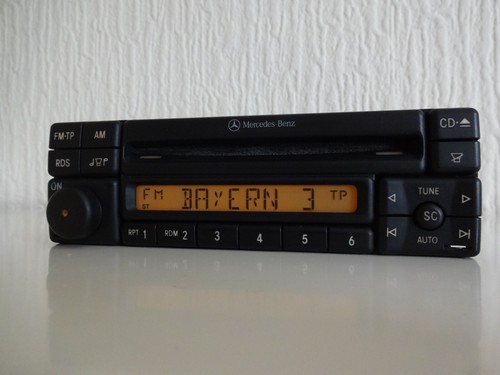 Mercedes-Benz
FM·TP AM
CD·
RDS
ON
FM BAYERN 3 TP
ST
TUNE
SC
AUTO
RPT 1 RDM 2 3 4 5 6